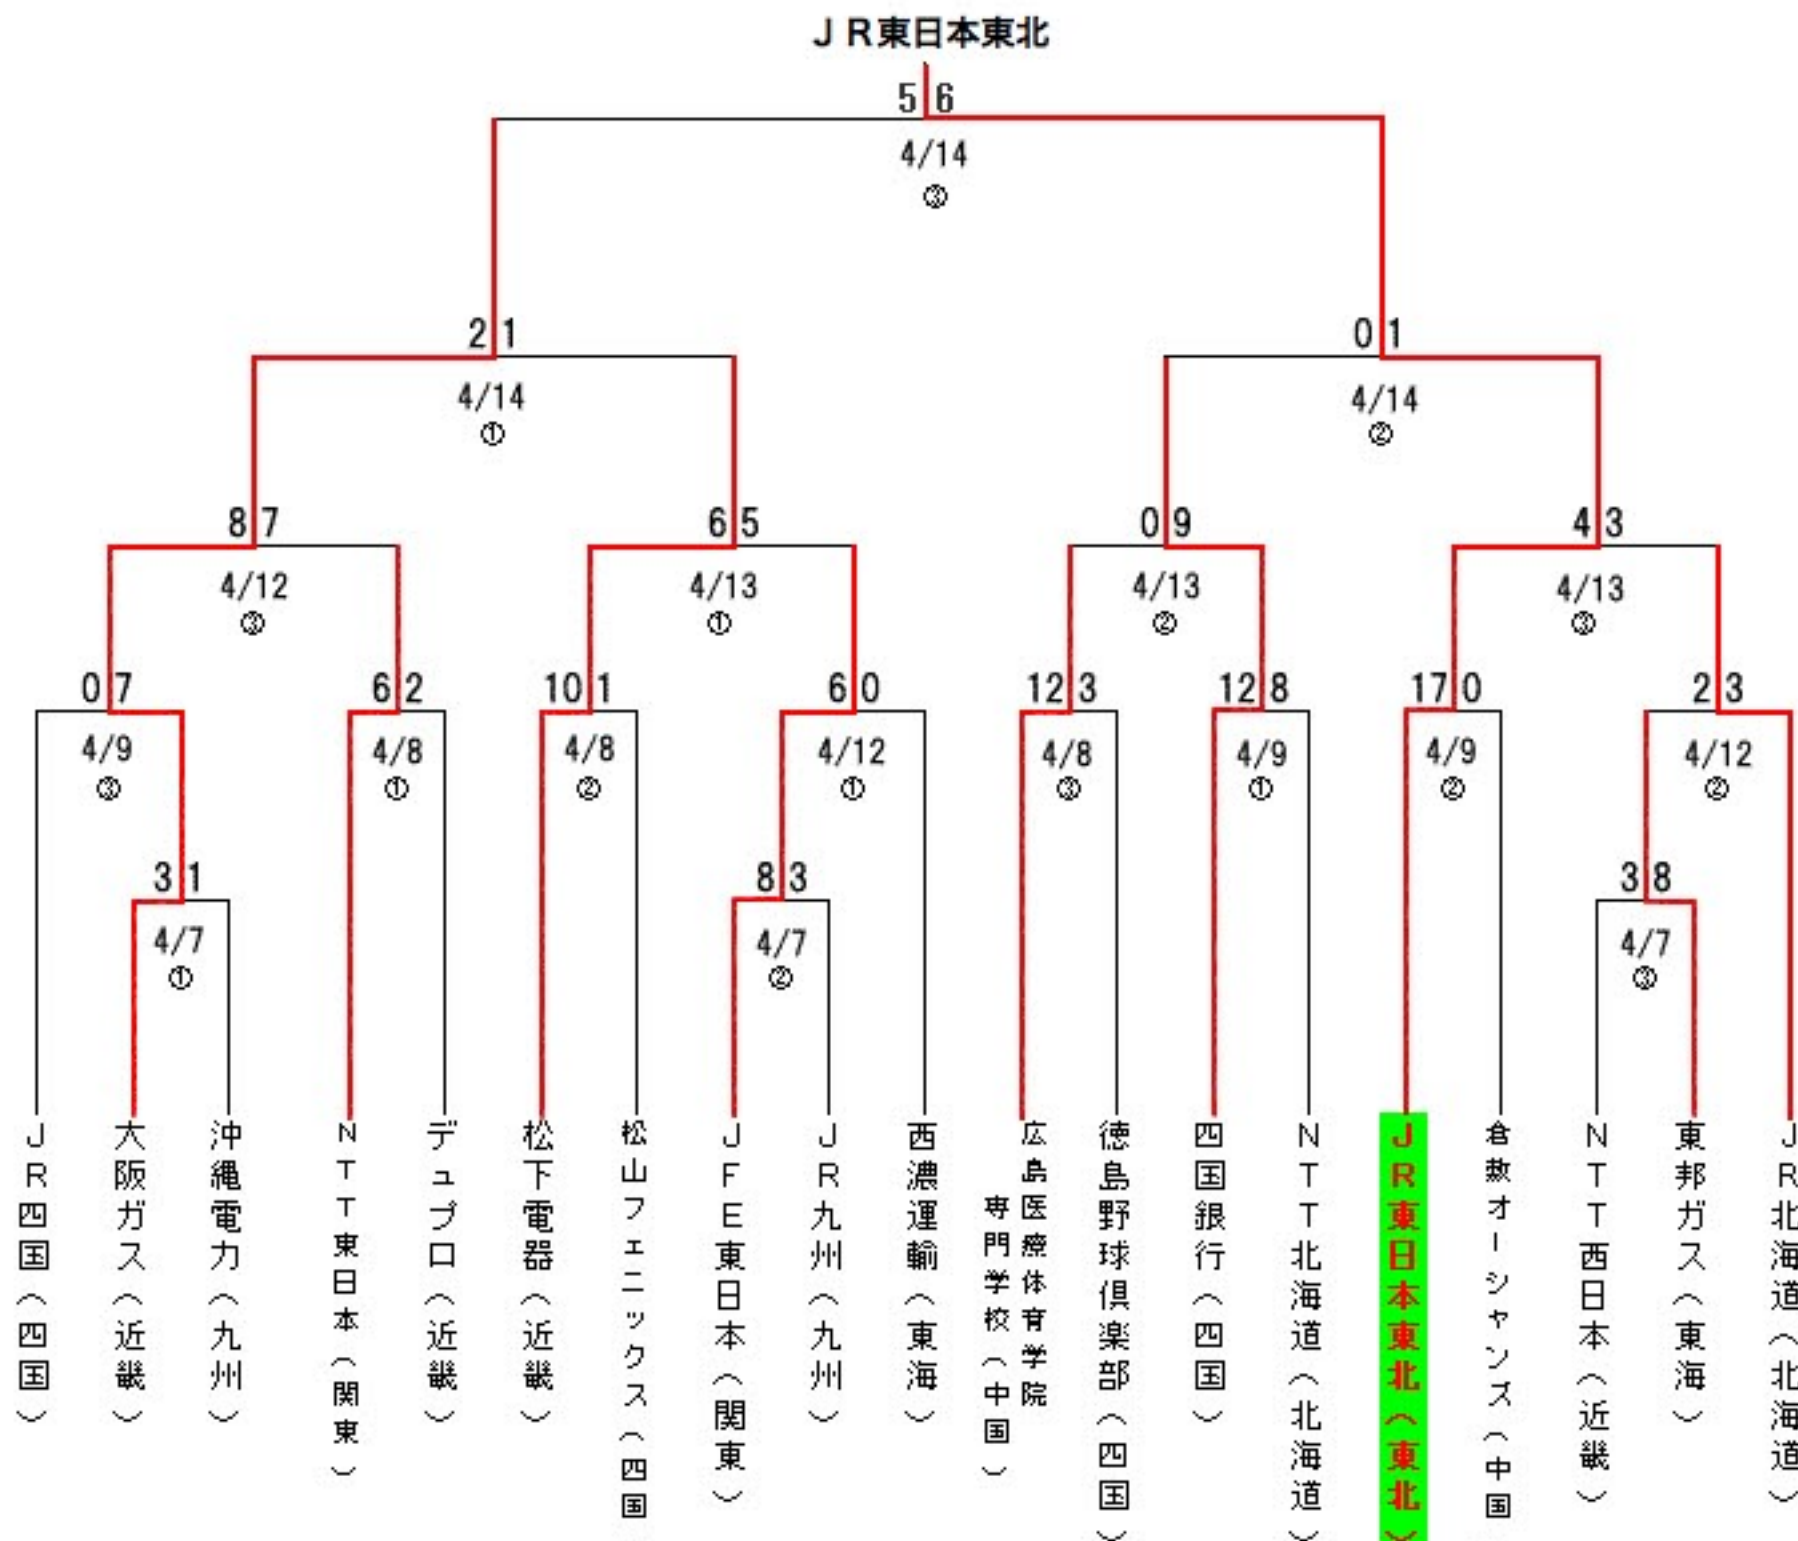 ＪＲ東日本東北
5 6
4/14
③
2 1
0 1
4/14
①
4/14
②
8 7
6 5
0 9
4 3
4/12
③
4/13
①
4/13
②
4/13
③
0 7
6 2
10 1
6 0
12 3
12 8
17 0
2 3
4/9
③
4/8
①
4/8
②
4/12
①
4/8
③
4/9
①
4/9
②
4/12
②
3 1
8 3
3 8
4/7
①
4/7
②
4/7
③
ＪＲ四国（四国）
大阪ガス（近畿）
沖縄電力（九州）
ＮＴＴ東日本（関東）
デュプロ（近畿）
松下電器（近畿）
松山フェニックス（四国
ＪＦＥ東日本（関東）
ＪＲ九州（九州）
西濃運輸（東海）
広島医療体育学院
専門学校（中国）
徳島野球倶楽部（四国）
四国銀行（四国）
ＮＴＴ北海道（北海道）
ＪＲ東日本東北（東北）
倉敷オーシャンズ（中国
ＮＴＴ西日本（近畿）
東邦ガス（東海）
ＪＲ北海道（北海道）